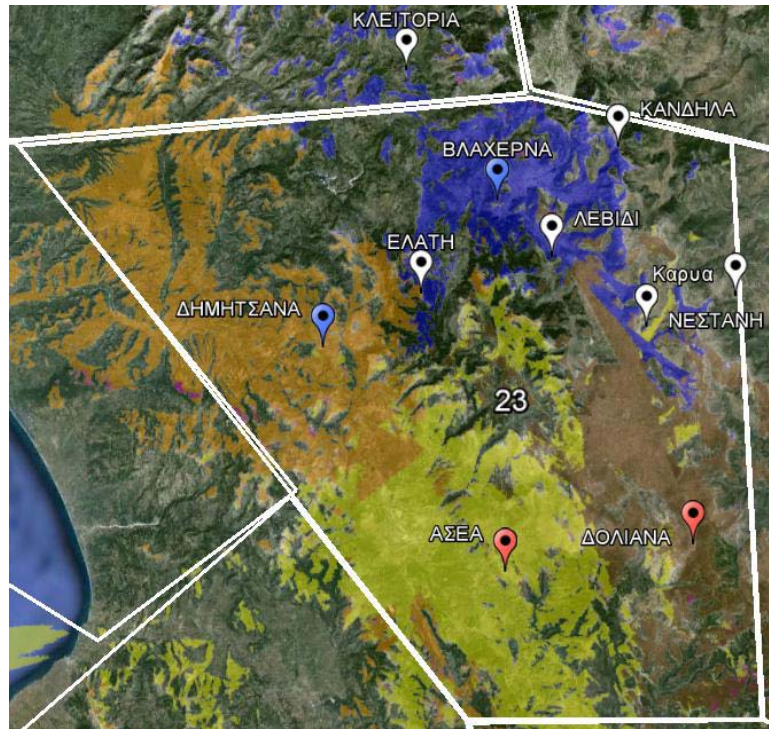 ΚΛΕΙΤΟΡΙΑ
ΚΑΝΔΗΛΑ
ΒΛΑΧΕΡΝΑ
ΛΕΒΙΔΙ
ΕΛΑΤΗ
Καρυα
ΔΗΜΗΤΣΑΝΑ
ΝΕΣΤΑΝΗ
23
ΑΣΕΑ
ΔΟΛΙΑΝΑ